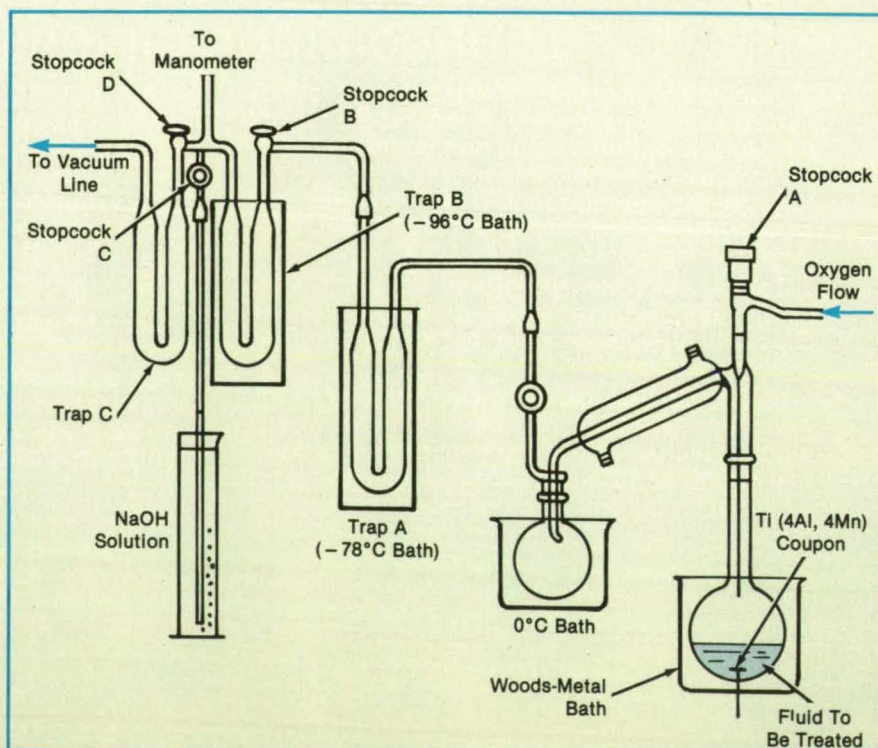 To
Manometer
Stopcock
D
Stopcock
B
To Vacuum
Line
Stopcock
C
Trap B
(−96°C Bath)
Stopcock
A
Oxygen
Flow
Trap C
NaOH
Solution
Trap A
(−78°C Bath)
0°C Bath
Ti (4Al, 4Mn)
Coupon
Woods-Metal
Bath
Fluid To
Be Treated